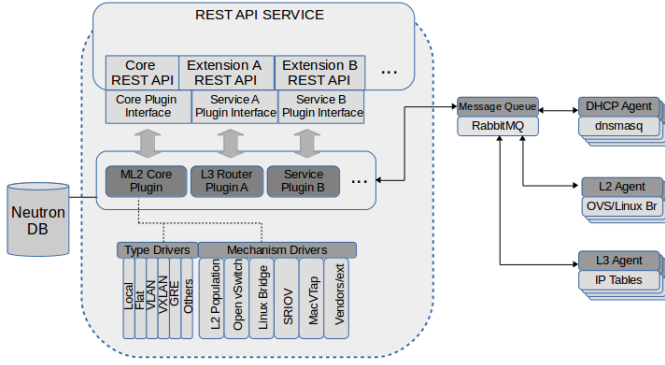 REST API SERVICE
Core
REST API
Extension A
REST API
Extension B
REST API
...
Core Plugin
Interface
Service A
Plugin Interface
Service B
Plugin Interface
Message Queue
RabbitMQ
DHCP Agent
dnsmasq
ML2 Core
Plugin
L3 Router
Plugin A
Service
Plugin B
...
L2 Agent
OVS/Linux Br
Neutron
DB
Type Drivers
Mechanism Drivers
L3 Agent
IP Tables
Local
Flat
VLAN
VXLAN
GRE
Others
L2 Population
Open vSwitch
Linux Bridge
SRIOV
MacVTap
Vendors/ext